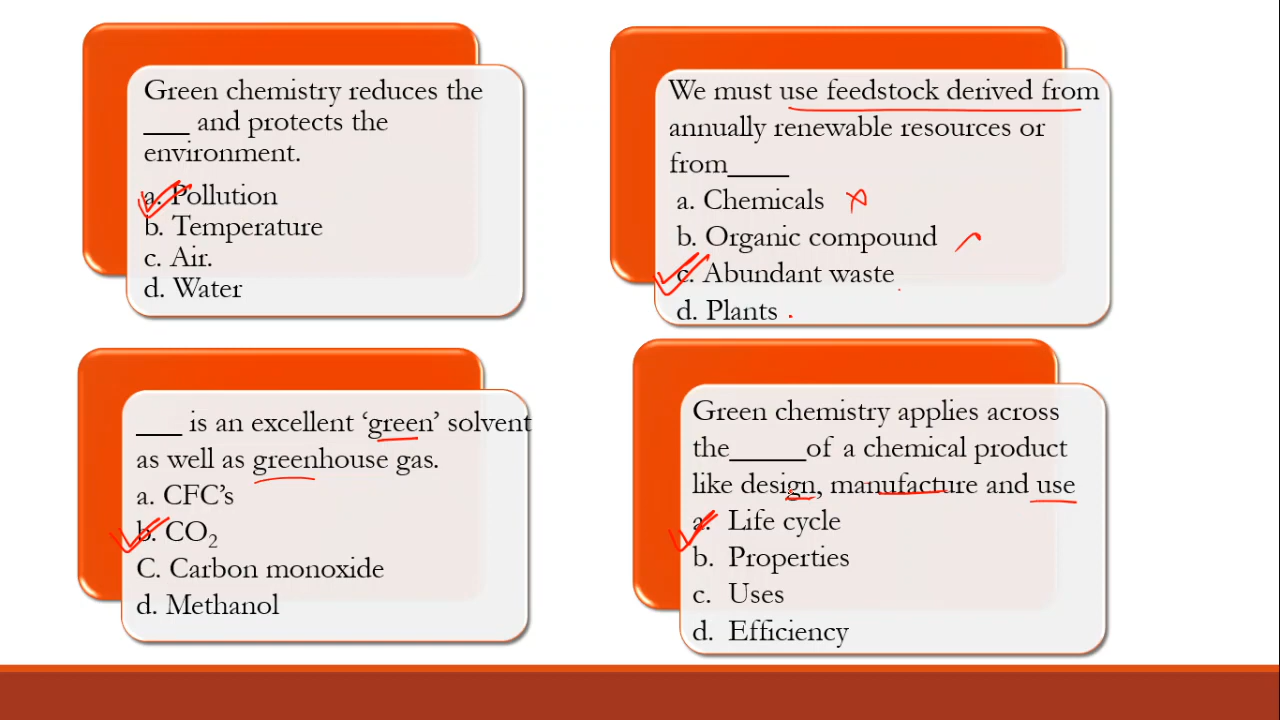 Green chemistry reduces the
____ and protects the
environment.
a. Pollution
b. Temperature
c. Air.
d. Water
We must use feedstock derived from
annually renewable resources or
from____
a. Chemicals
b. Organic compound
c. Abundant waste
d. Plants
___ is an excellent ‘green’ solvent
as well as greenhouse gas.
a. CFC’s
b. CO₂
C. Carbon monoxide
d. Methanol
Green chemistry applies across
the_____of a chemical product
like design, manufacture and use
a. Life cycle
b. Properties
c. Uses
d. Efficiency